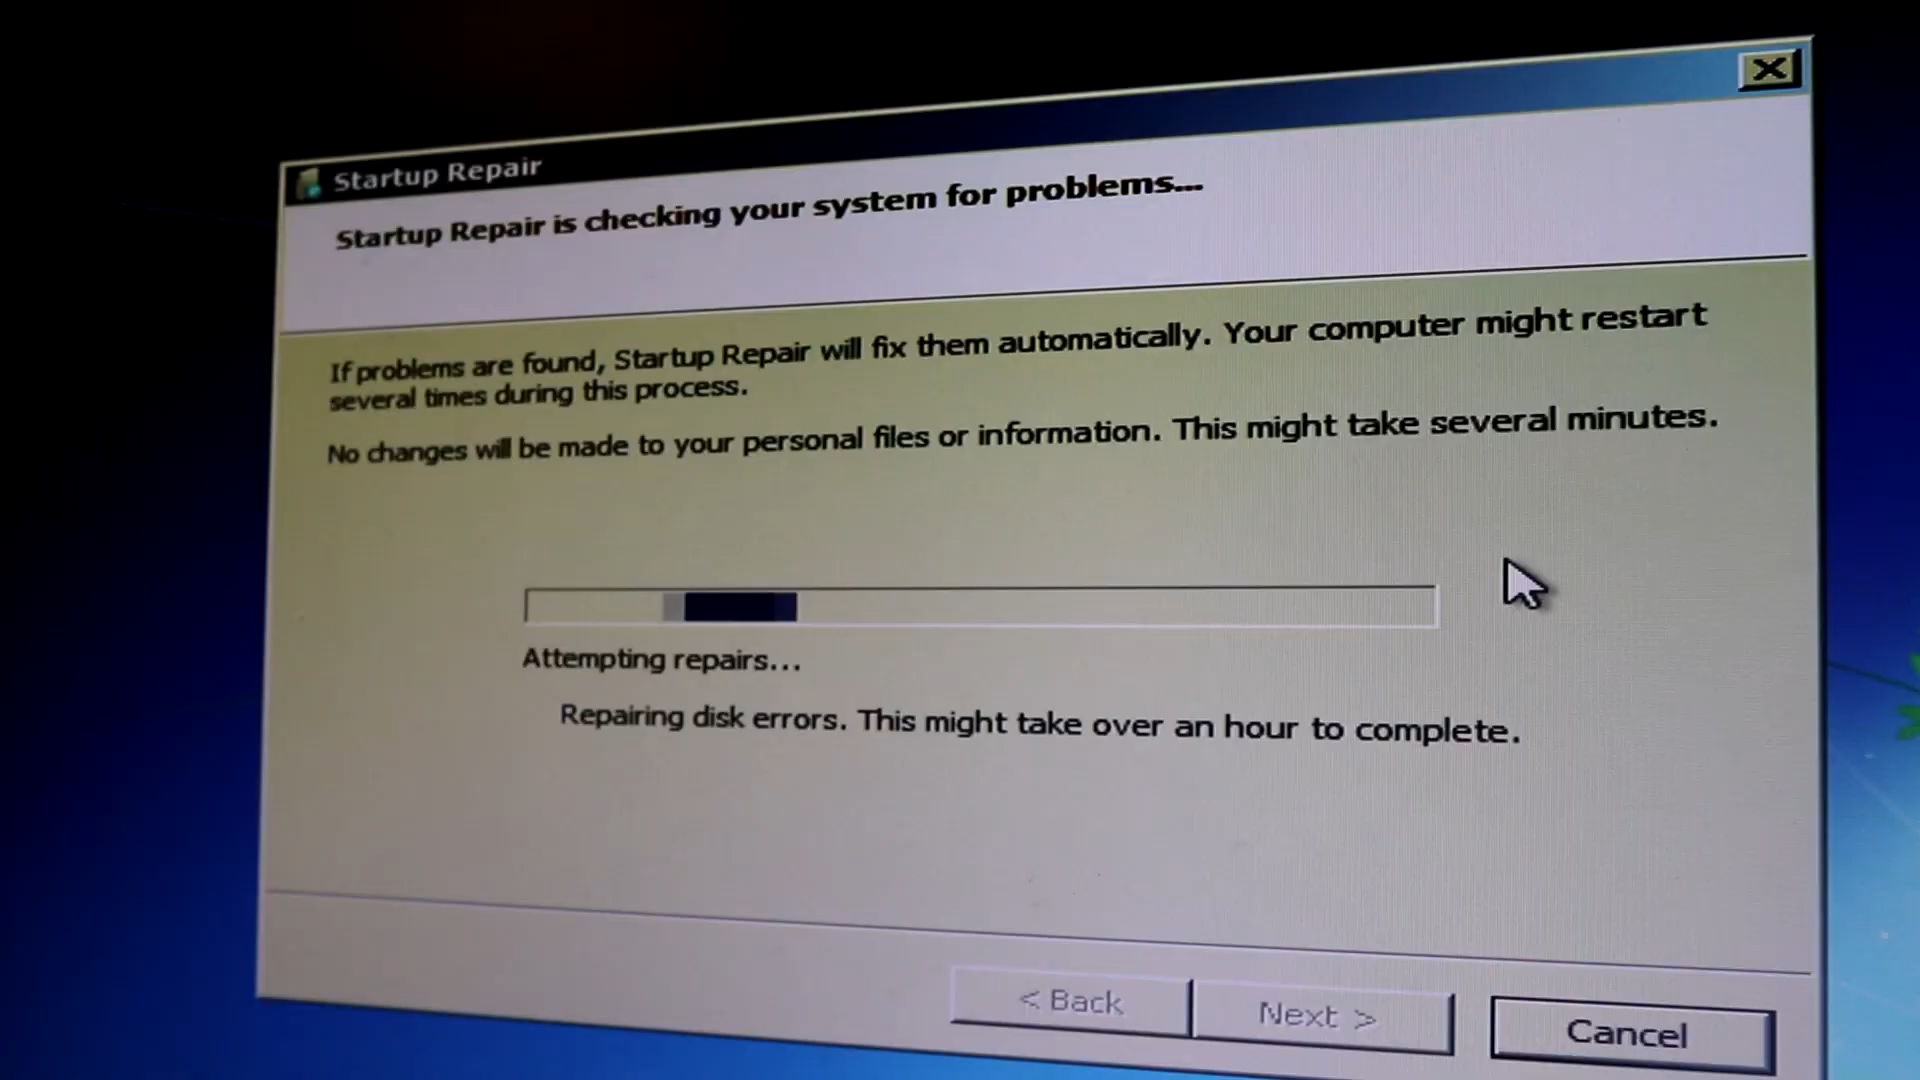 Startup Repair
Startup Repair is checking your system for problems...
If problems are found, Startup Repair will fix them automatically. Your computer might restart
several times during this process.
No changes will be made to your personal files or information. This might take several minutes.
Attempting repairs...
Repairing disk errors. This might take over an hour to complete.
< Back
Next >
Cancel